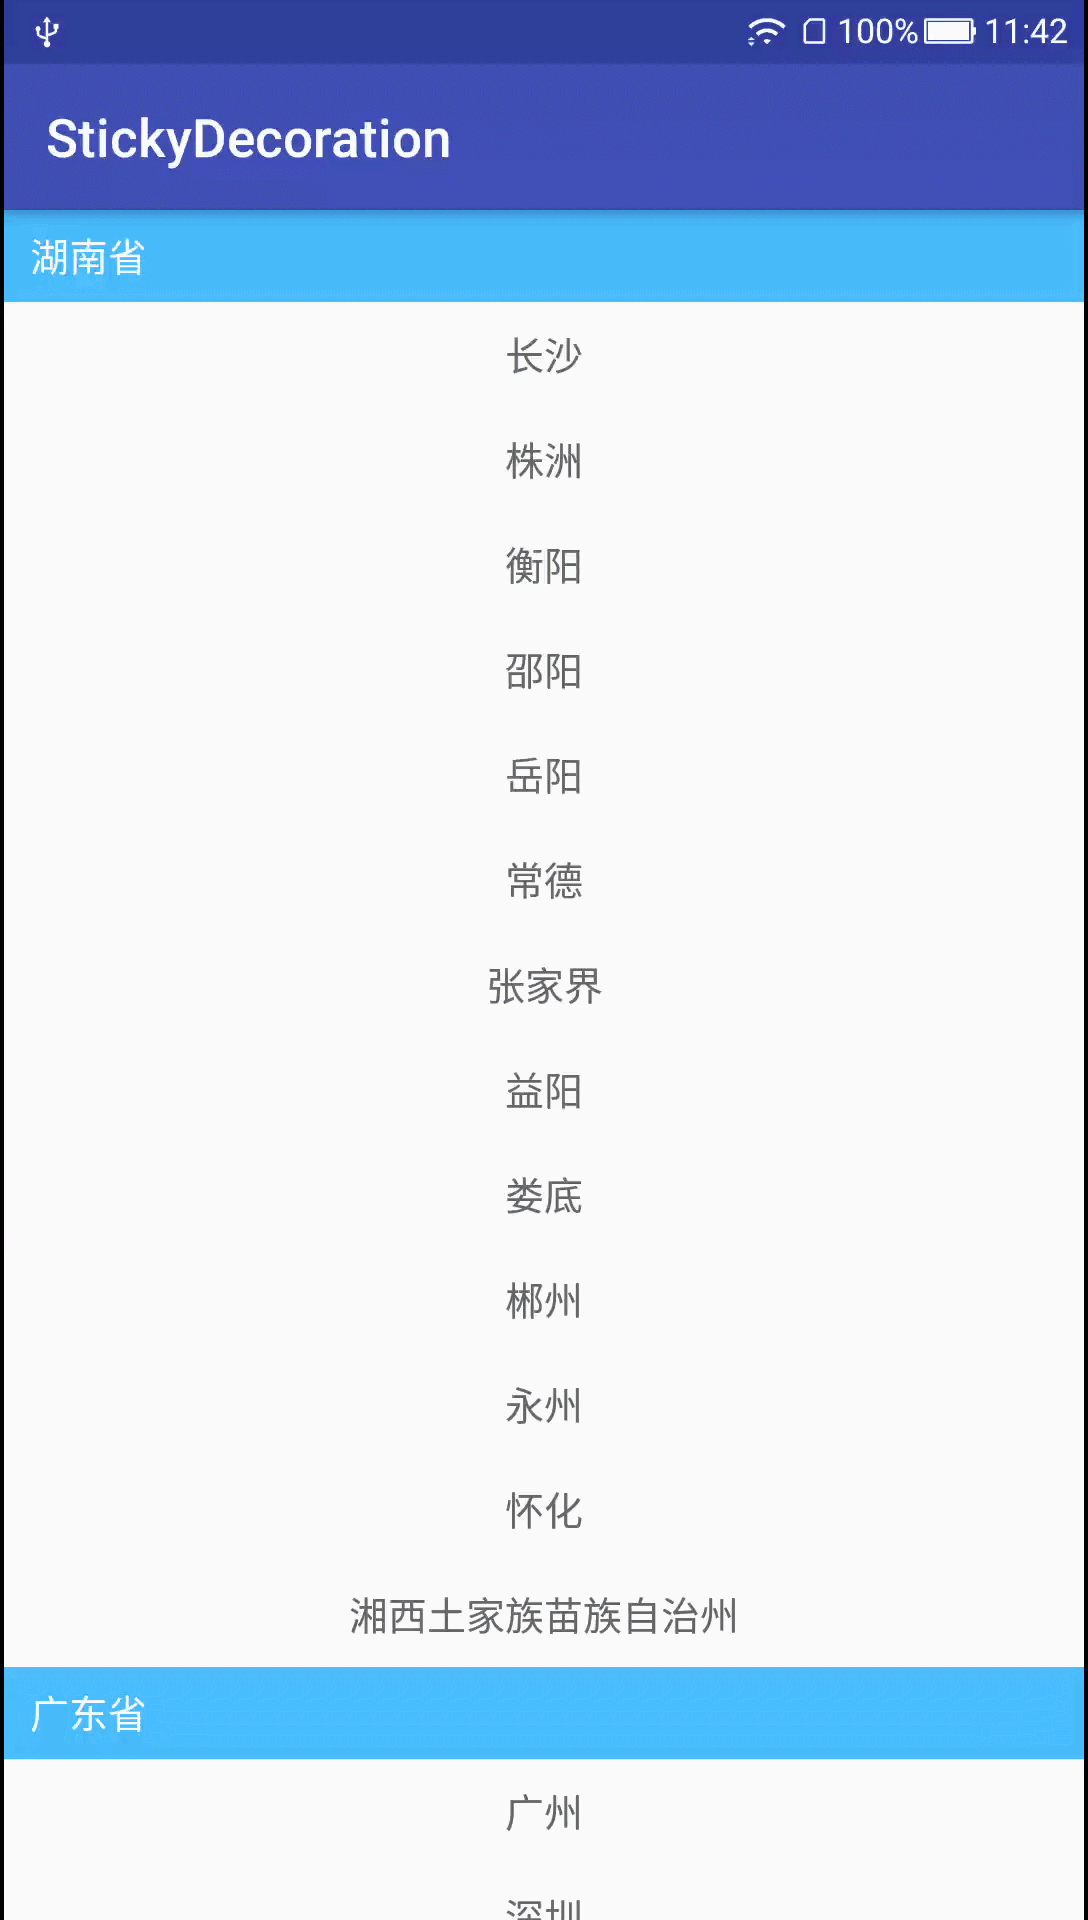 100% 11:42
StickyDecoration
湖南省
长沙
株洲
衡阳
邵阳
岳阳
常德
张家界
益阳
娄底
郴州
永州
怀化
湘西土家族苗族自治州
广东省
广州
深圳